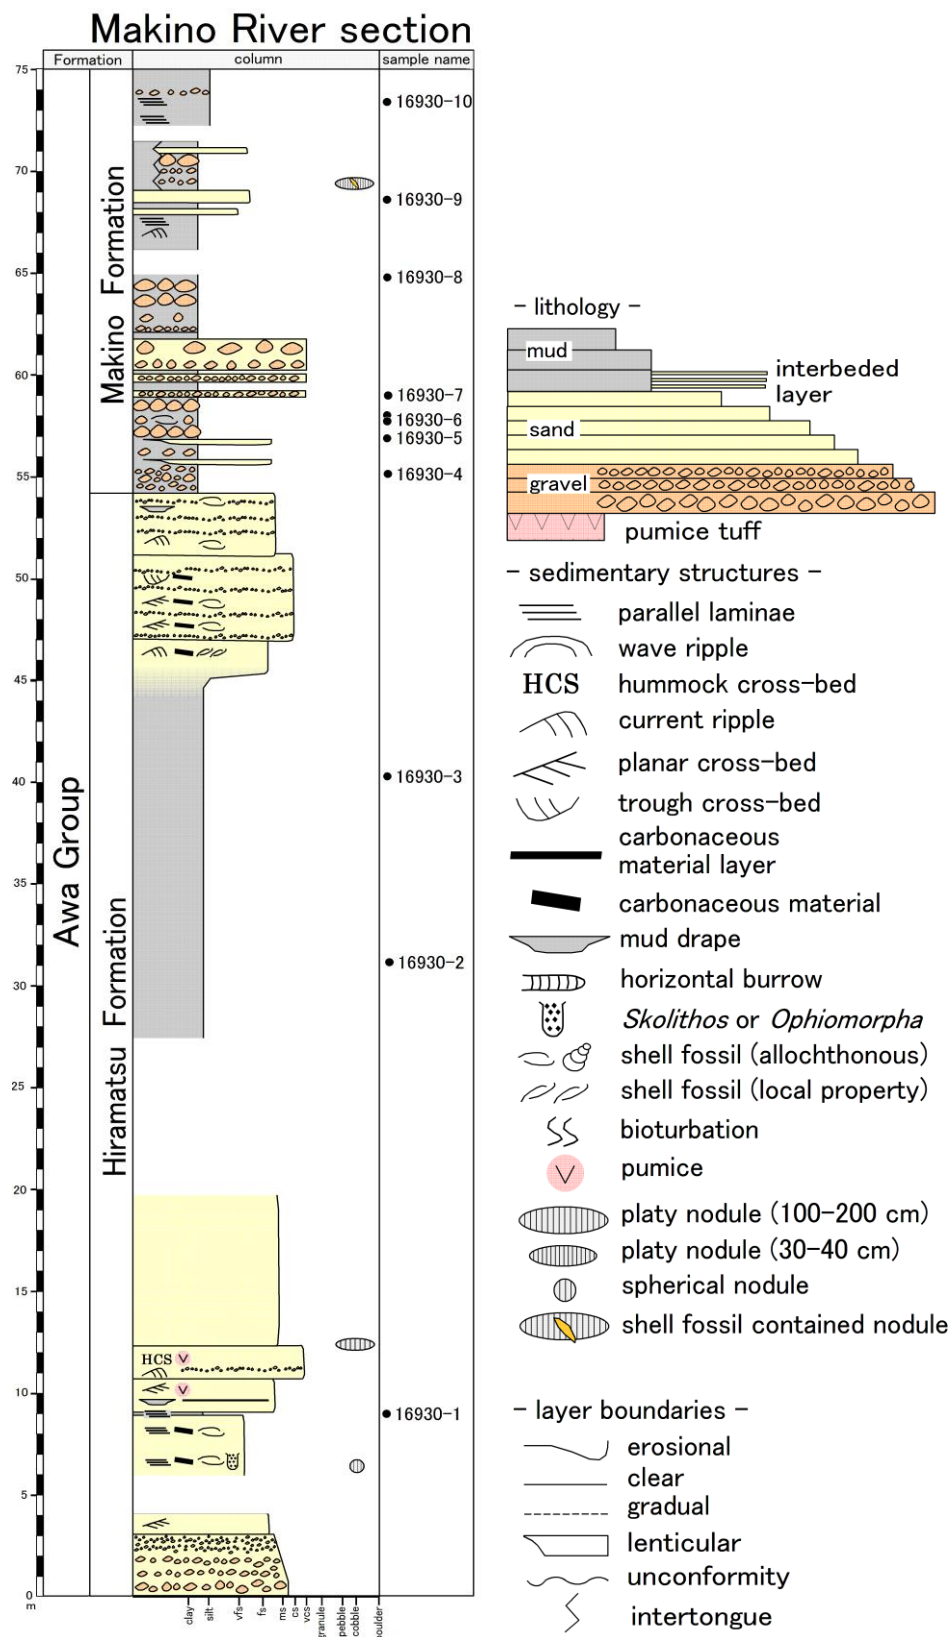 Makino River section
Formation
column
sample name
75
70
65
60
55
50
45
40
35
30
25
20
15
10
5
0
m
Awa Group
Makino Formation
Hiramatsu Formation
HCS
16930-10
16930-9
16930-8
16930-7
16930-6
16930-5
16930-4
16930-3
16930-2
16930-1
clay
silt
vfs
fs
ms
cs
vcs
granule
pebble
cobble
- lithology -
mud
interbeded
layer
sand
gravel
pumice tuff
- sedimentary structures -
parallel laminae
wave ripple
HCS hummock cross-bed
current ripple
planar cross-bed
trough cross-bed
carbonaceous
material layer
carbonaceous material
mud drape
horizontal burrow
Skolithos or Ophiomorpha
shell fossil (allochthonous)
shell fossil (local property)
bioturbation
pumice
platy nodule (100-200 cm)
platy nodule (30-40 cm)
spherical nodule
shell fossil contained nodule
- layer boundaries -
erosional
clear
gradual
lenticular
unconformity
intertongue